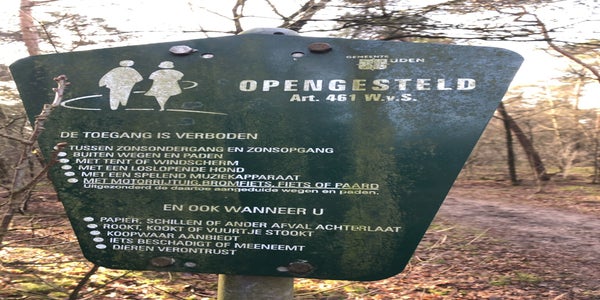 GEMEENTE
UDEN
OPENGESTELD
Art. 461 W.v.S.
DE TOEGANG IS VERBODEN
TUSSEN ZONSONDERGANG EN ZONSOPGANG
BUITEN WEGEN EN PADEN
MET TENT OF WINDSCHERM
MET EEN LOSLOPENDE HOND
MET EEN SPELEND MUZIEKAPPARAAT
MET MOTORRIJTUIG, BROMFIETS, FIETS OF PAARD
Uitgezonderd de daartoe aangeduide wegen en paden.
EN OOK WANNEER U
PAPIER, SCHILLEN OF ANDER AFVAL ACHTERLAAT
ROOKT, KOOKT OF VUURTJE STOOKT
KOOPWAAR AANBIEDT
IETS BESCHADIGT OF MEENEEMT
DIEREN VERONTRUST